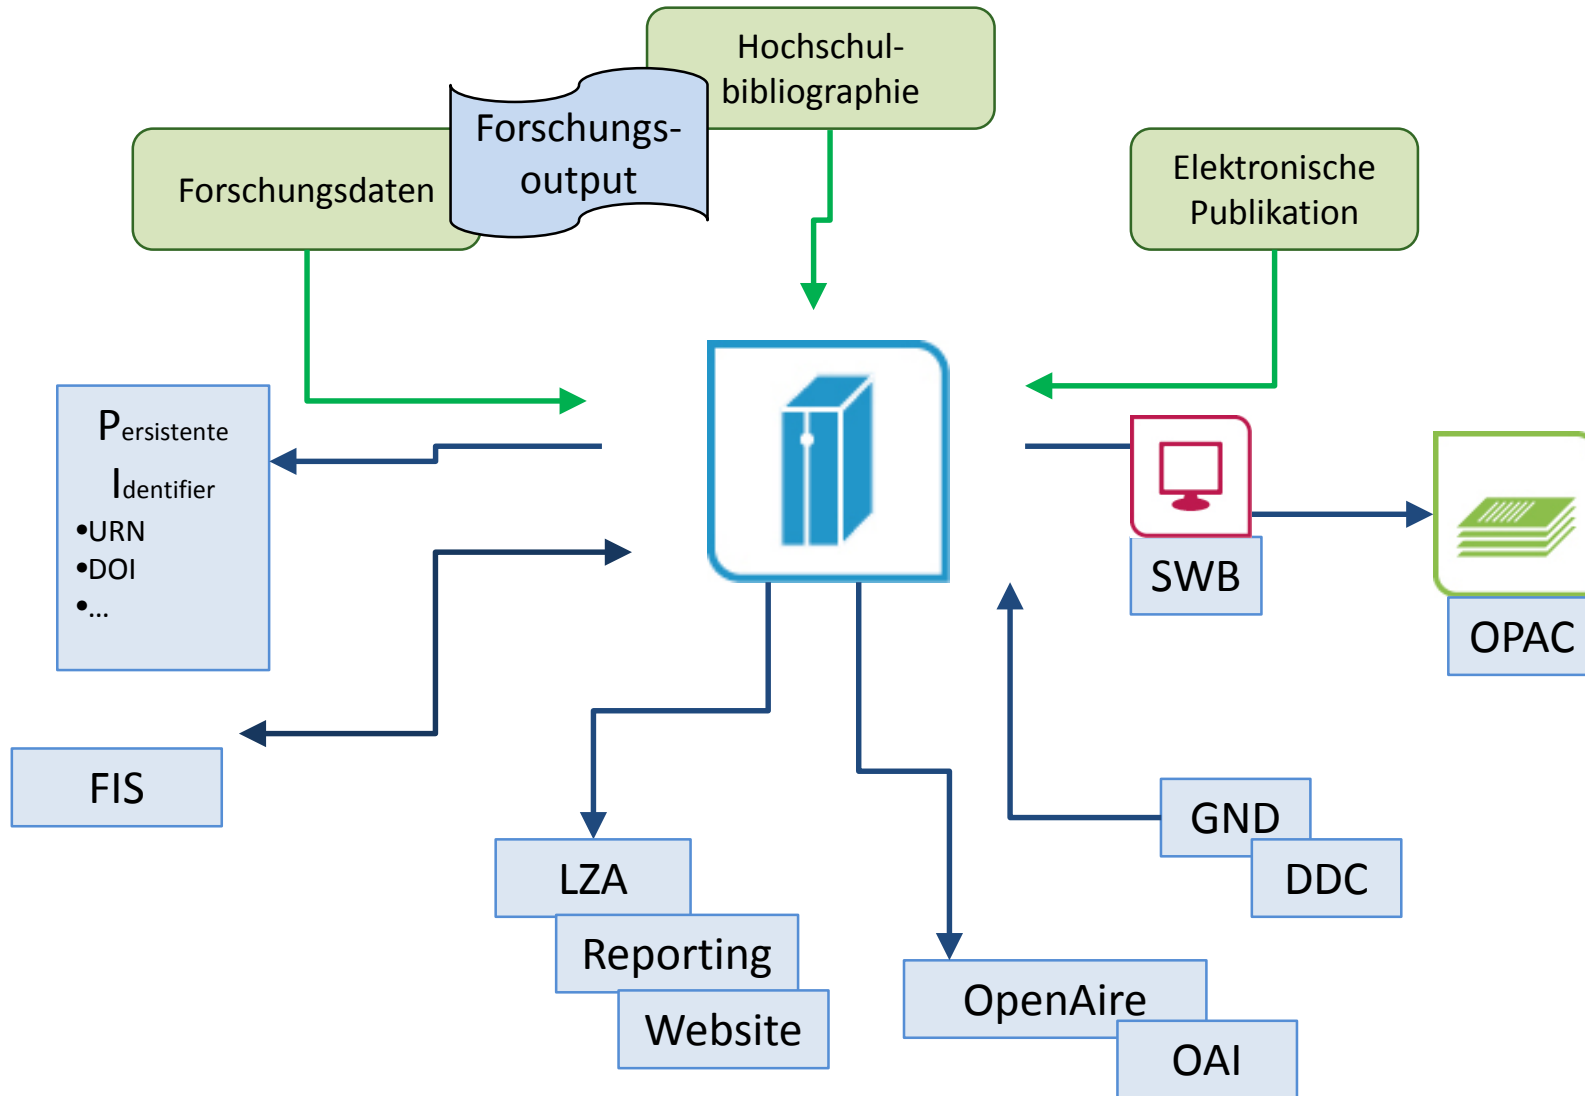 Hochschul-
bibliographie
Forschungs-
output
Forschungsdaten
Elektronische
Publikation
Persistente
Identifier
•URN
•DOI
•...
SWB
OPAC
FIS
GND
DDC
LZA
Reporting
Website
OpenAire
OAI